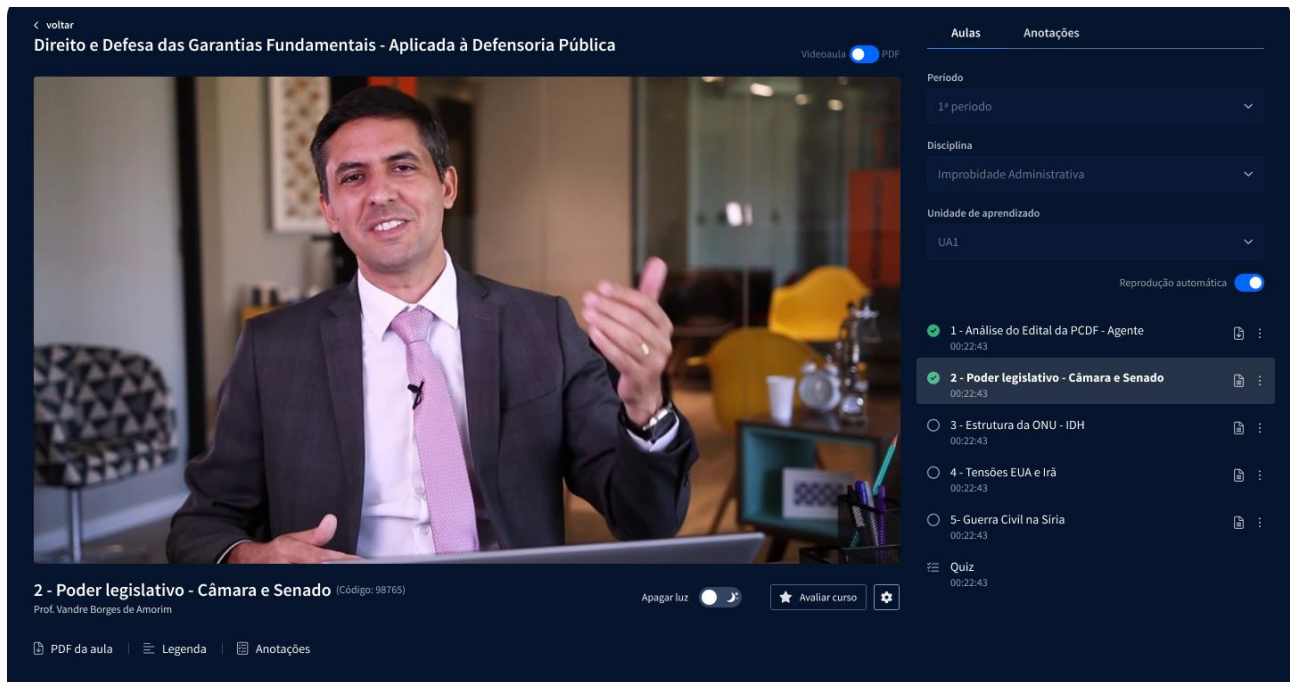 voltar
Direito e Defesa das Garantias Fundamentais - Aplicada à Defensoria Pública
Videoaula PDF
2 - Poder legislativo - Câmara e Senado (Código: 98765)
Prof. Vandre Borges de Amorim
Apagar luz
Avaliar curso
PDF da aula
Legenda
Anotações
Aulas
Anotações
Período
1ª período
Disciplina
Improbidade Administrativa
Unidade de aprendizado
UA1
Reprodução automática
1 - Análise do Edital da PCDF - Agente
00:22:43
2 - Poder legislativo - Câmara e Senado
00:22:43
3 - Estrutura da ONU - IDH
00:22:43
4 - Tensões EUA e Irã
00:22:43
5- Guerra Civil na Síria
00:22:43
Quiz
00:22:43